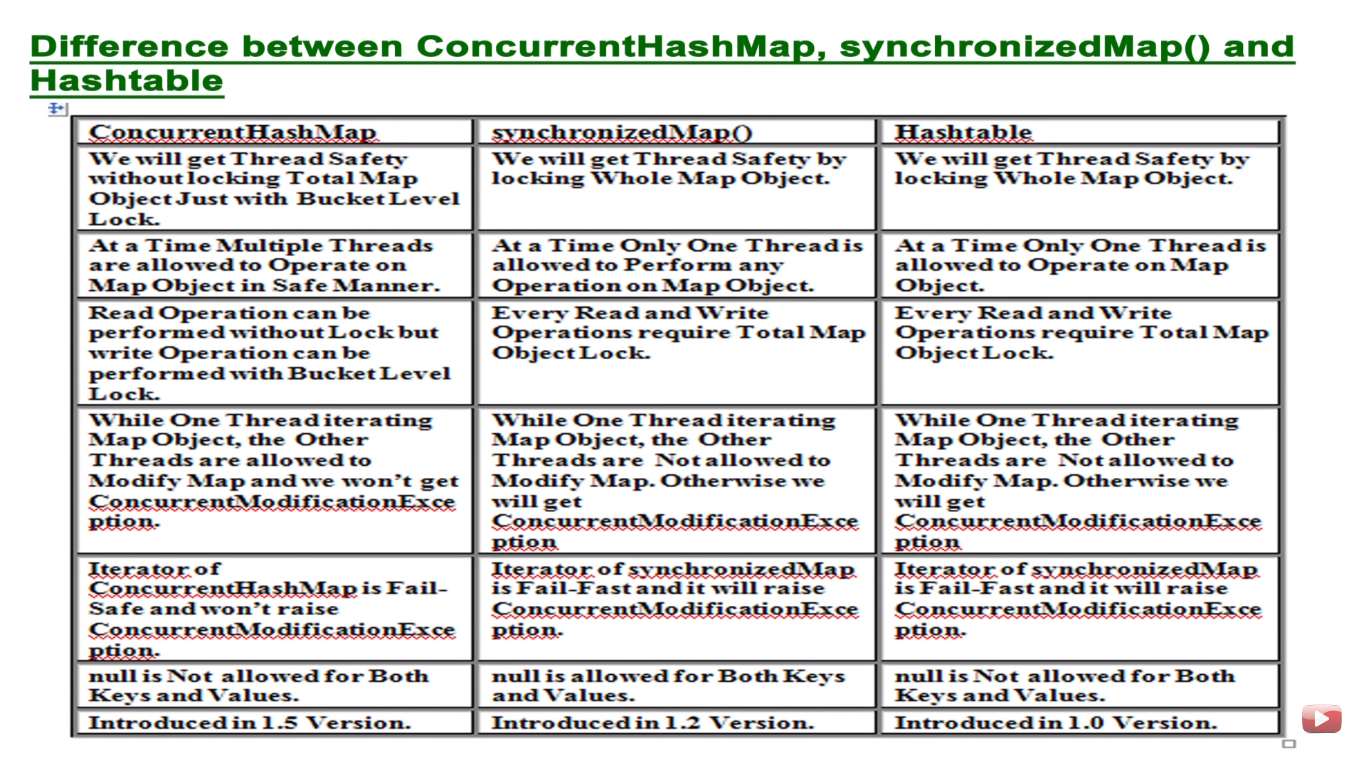 Difference between ConcurrentHashMap, synchronizedMap() and
Hashtable
ConcurrentHashMap
synchronizedMap()
Hashtable
We will get Thread Safety
without locking Total Map
Object Just with Bucket Level
Lock.
We will get Thread Safety by
locking Whole Map Object.
We will get Thread Safety by
locking Whole Map Object.
At a Time Multiple Threads
are allowed to Operate on
Map Object in Safe Manner.
At a Time Only One Thread is
allowed to Perform any
Operation on Map Object.
At a Time Only One Thread is
allowed to Operate on Map
Object.
Read Operation can be
performed without Lock but
write Operation can be
performed with Bucket Level
Lock.
Every Read and Write
Operations require Total Map
Object Lock.
Every Read and Write
Operations require Total Map
Object Lock.
While One Thread iterating
Map Object, the Other
Threads are allowed to
Modify Map and we won't get
ConcurrentModificationExce
ption.
While One Thread iterating
Map Object, the Other
Threads are Not allowed to
Modify Map. Otherwise we
will get
ConcurrentModificationExce
ption
While One Thread iterating
Map Object, the Other
Threads are Not allowed to
Modify Map. Otherwise we
will get
ConcurrentModificationExce
ption
Iterator of
ConcurrentHashMap is Fail-
Safe and won't raise
ConcurrentModificationExce
ption.
Iterator of synchronizedMap
is Fail-Fast and it will raise
ConcurrentModificationExce
ption.
Iterator of synchronizedMap
is Fail-Fast and it will raise
ConcurrentModificationExce
ption.
null is Not allowed for Both
Keys and Values.
null is allowed for Both Keys
and Values.
null is Not allowed for Both
Keys and Values.
Introduced in 1.5 Version.
Introduced in 1.2 Version.
Introduced in 1.0 Version.